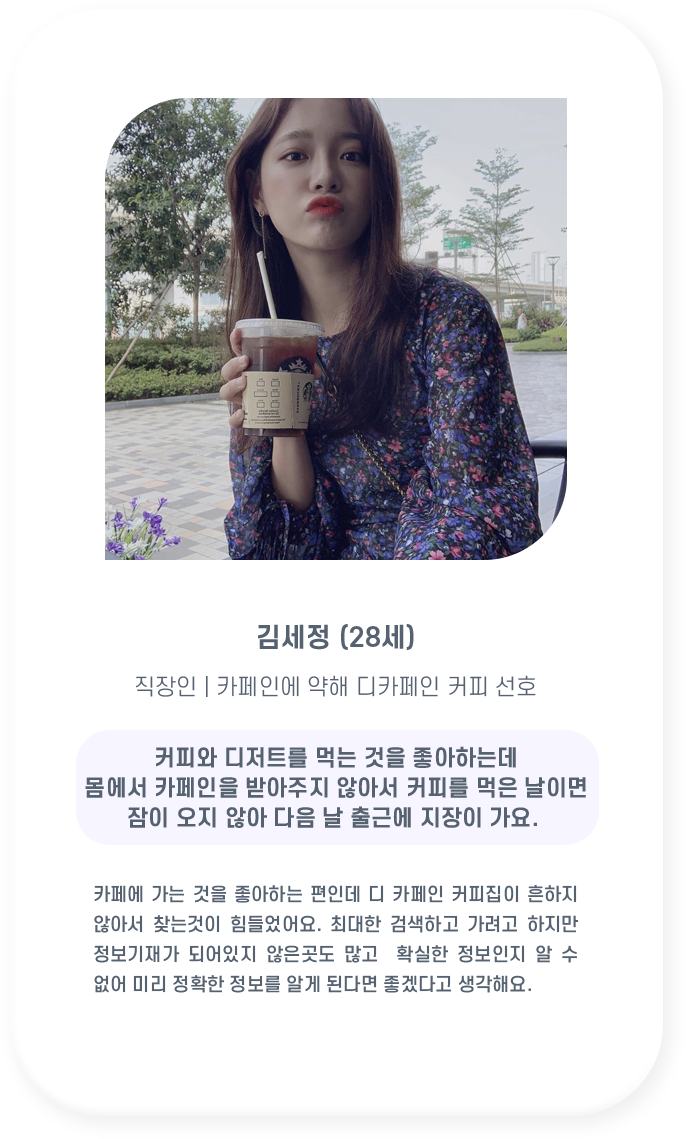 김세정 (28세)
직장인 | 카페인에 약해 디카페인 커피 선호
커피와 디저트를 먹는 것을 좋아하는데
몸에서 카페인을 받아주지 않아서 커피를 먹은 날이면
잠이 오지 않아 다음 날 출근에 지장이 가요.
카페에 가는 것을 좋아하는 편인데 디 카페인 커피집이 흔하지
않아서 찾는것이 힘들었어요. 최대한 검색하고 가려고 하지만
정보기재가 되어있지 않은곳도 많고 확실한 정보인지 알 수
없어 미리 정확한 정보를 알게 된다면 좋겠다고 생각해요.